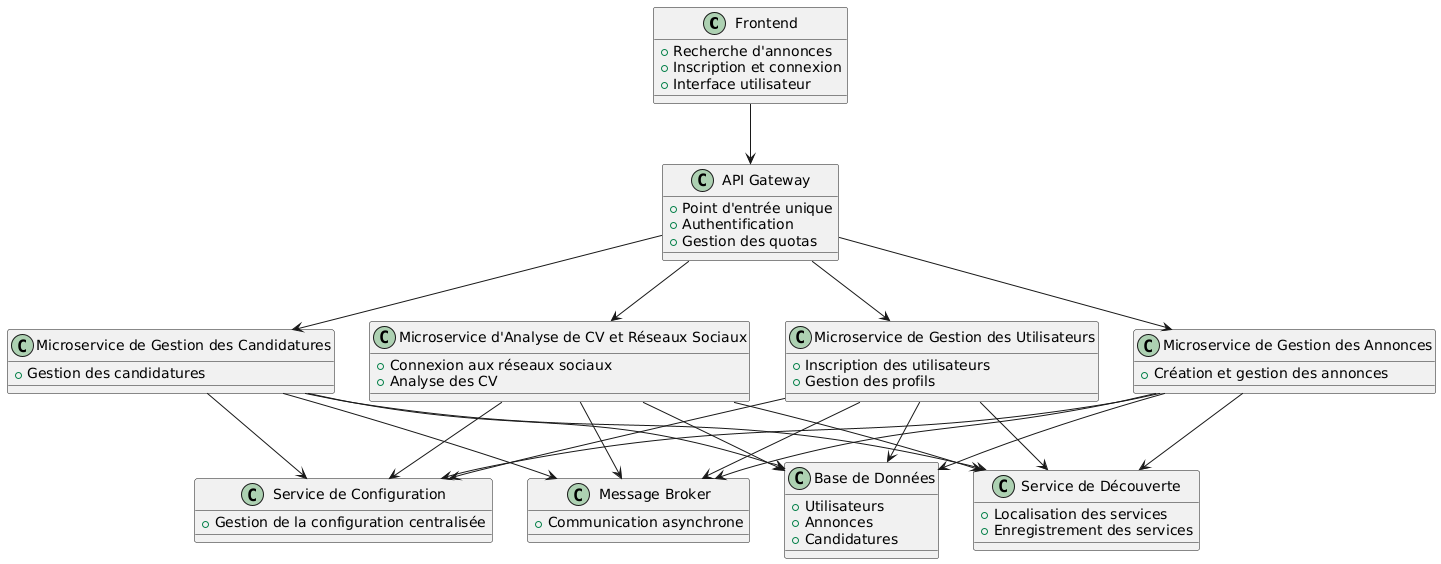 C Frontend
Recherche d'annonces
Inscription et connexion
Interface utilisateur
C API Gateway
Point d'entrée unique
Authentification
Gestion des quotas
C Microservice de Gestion des Candidatures
Gestion des candidatures
C Microservice d'Analyse de CV et Réseaux Sociaux
Connexion aux réseaux sociaux
Analyse des CV
C Microservice de Gestion des Utilisateurs
Inscription des utilisateurs
Gestion des profils
C Microservice de Gestion des Annonces
Création et gestion des annonces
C Service de Configuration
Gestion de la configuration centralisée
C Message Broker
Communication asynchrone
C Base de Données
Utilisateurs
Annonces
Candidatures
C Service de Découverte
Localisation des services
Enregistrement des services